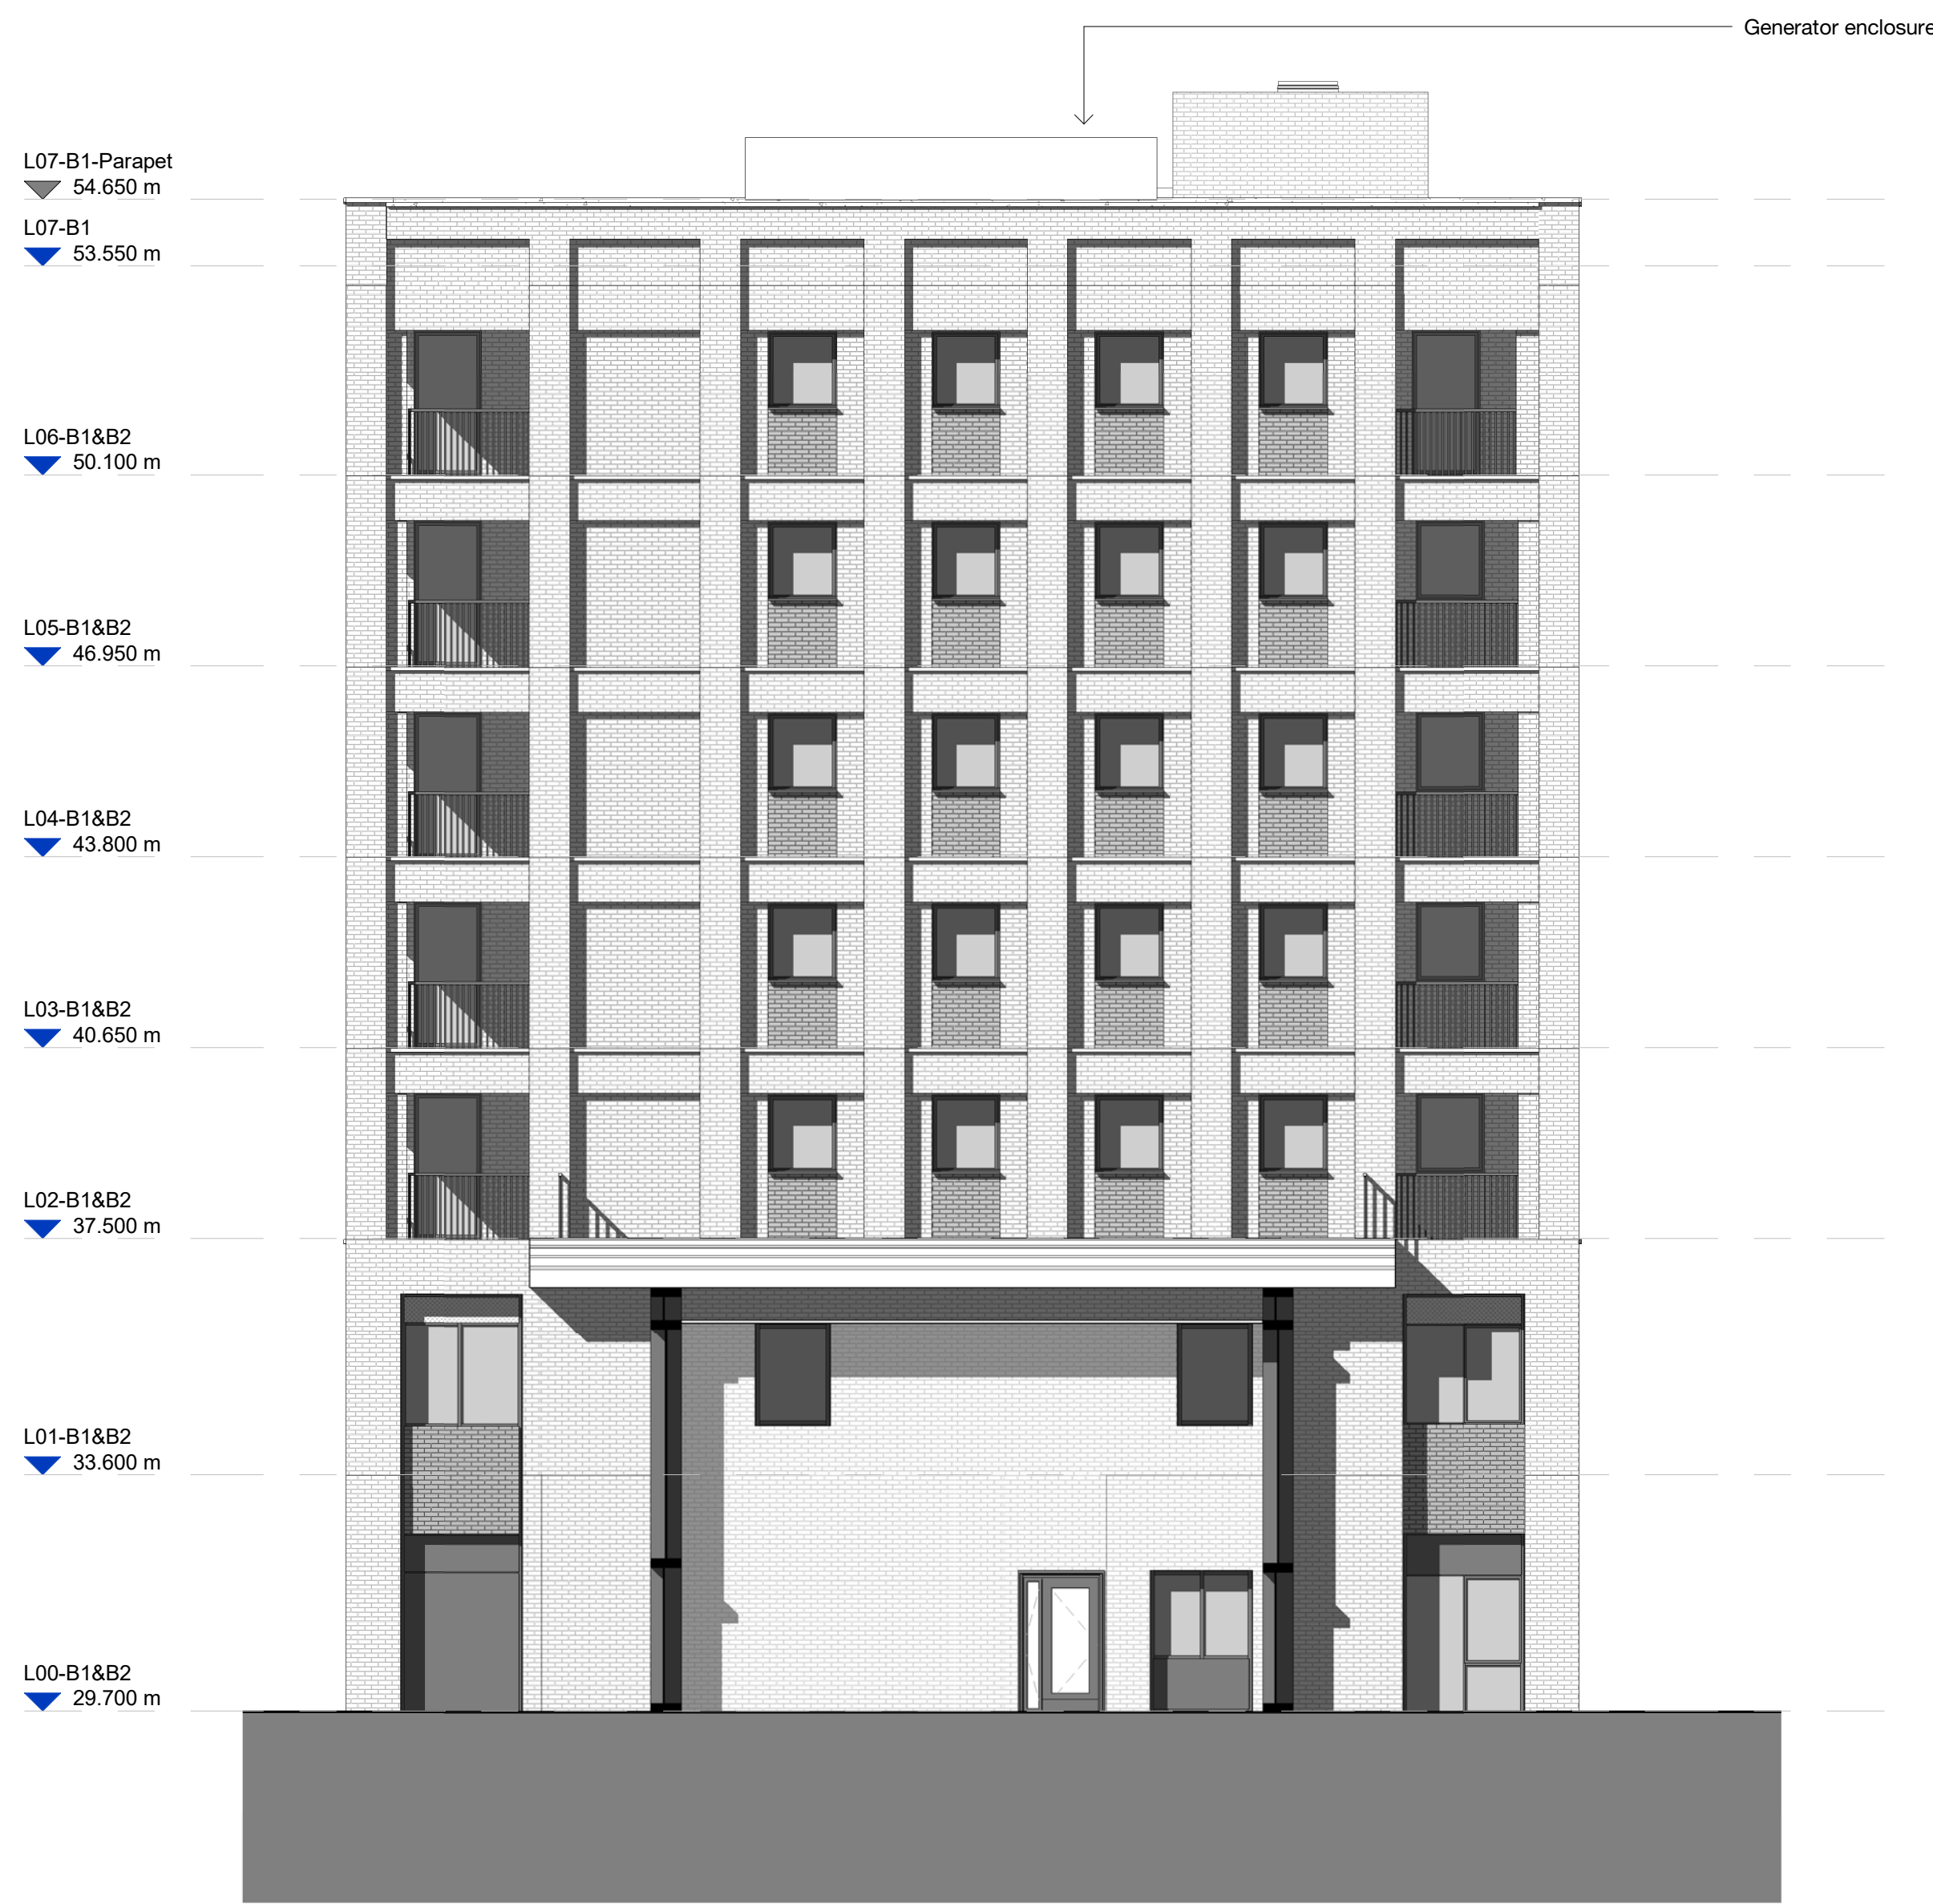 Generator enclosure
L07-B1-Parapet
54.650 m
L07-B1
53.550 m
L06-B1&B2
50.100 m
L05-B1&B2
46.950 m
L04-B1&B2
43.800 m
L03-B1&B2
40.650 m
L02-B1&B2
37.500 m
L01-B1&B2
33.600 m
L00-B1&B2
29.700 m